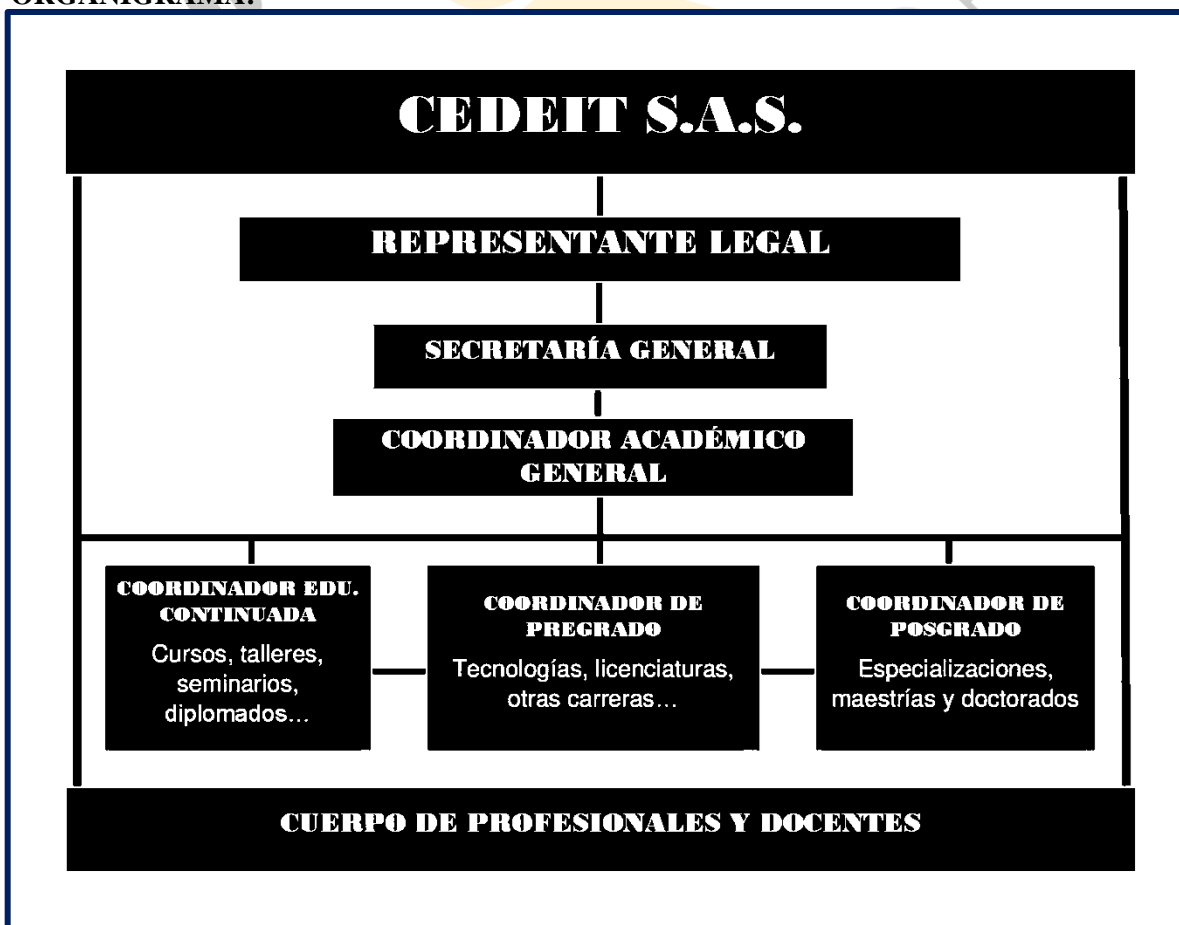 ORGANIGRAMA:
CEDEIT S.A.S.
REPRESENTANTE LEGAL
SECRETARÍA GENERAL
COORDINADOR ACADÉMICO
GENERAL
COORDINADOR EDU.
CONTINUADA
Cursos, talleres,
seminarios,
diplomados…
COORDINADOR DE
PREGRADO
Tecnologías, licenciaturas,
otras carreras…
COORDINADOR DE
POSGRADO
Especializaciones,
maestrías y doctorados
CUERPO DE PROFESIONALES Y DOCENTES